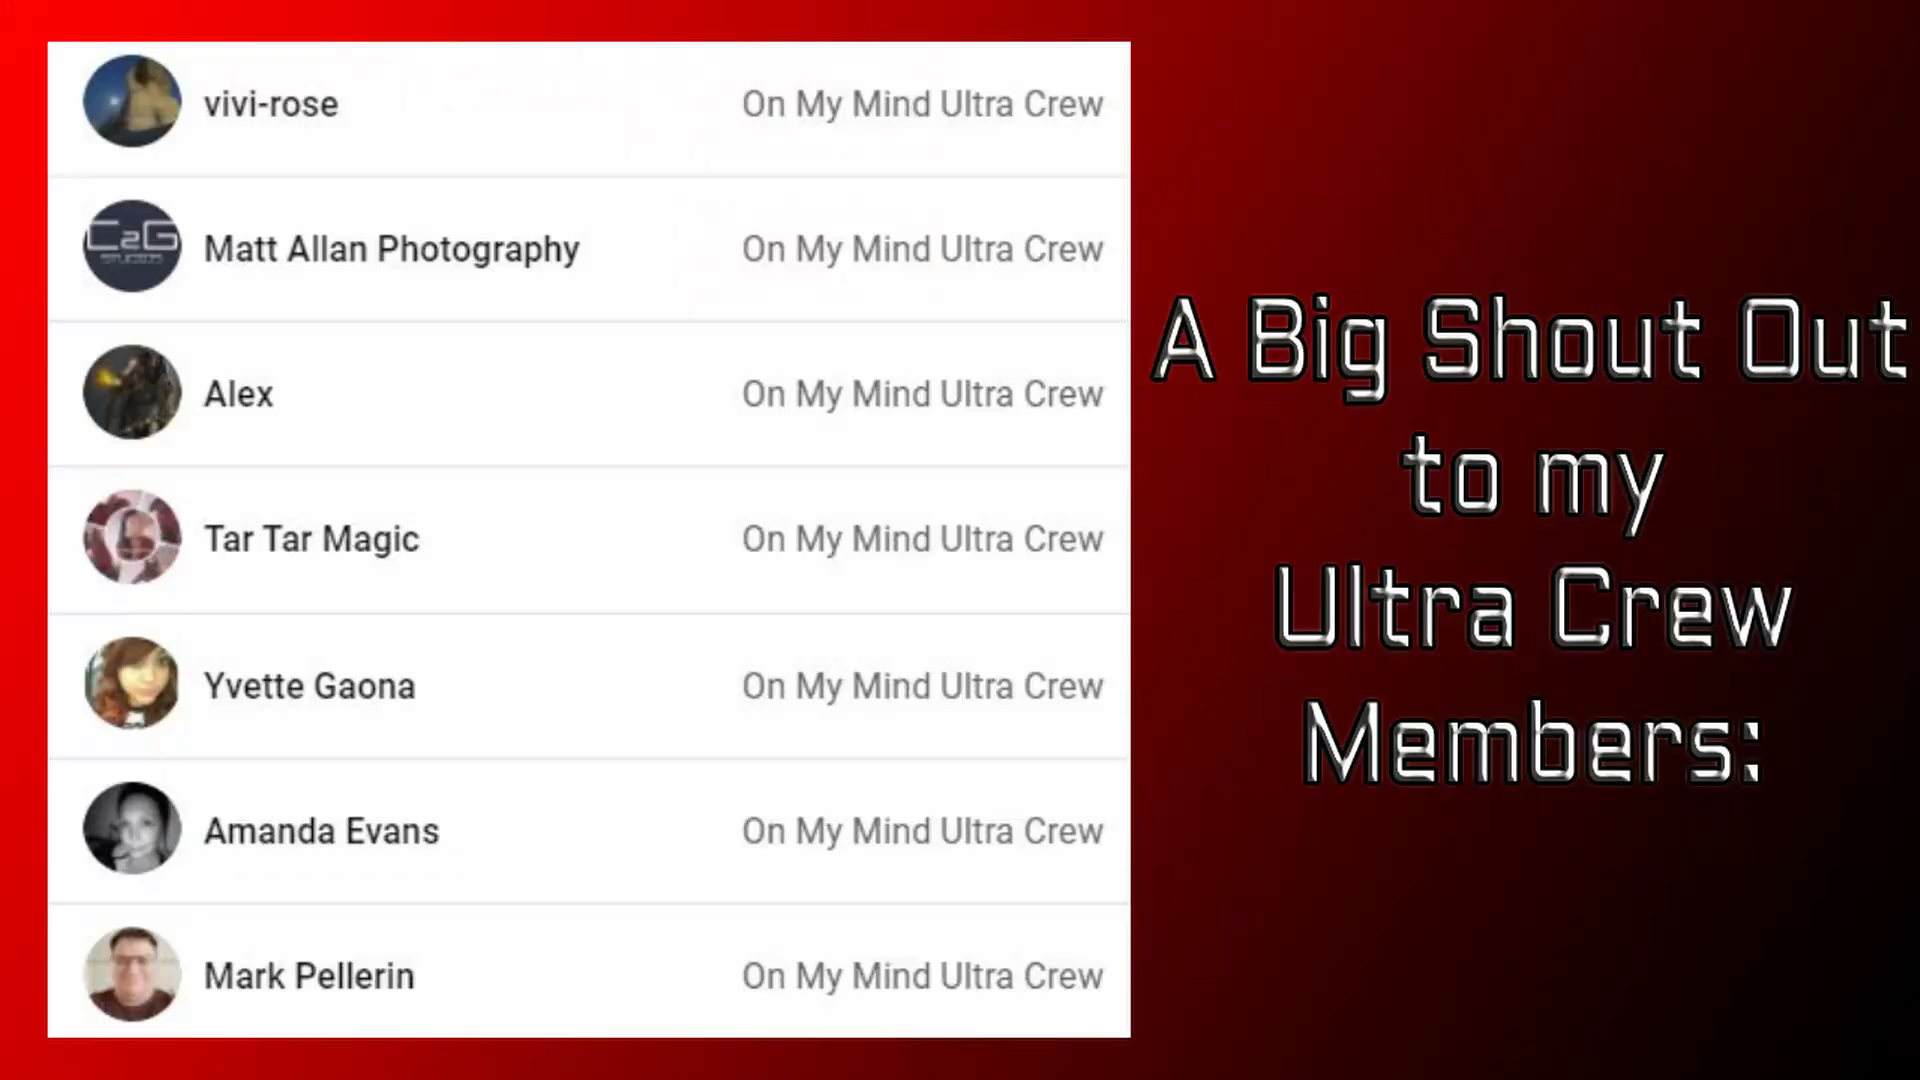 vivi-rose On My Mind Ultra Crew
C2G
STUDIOS
Matt Allan Photography On My Mind Ultra Crew
Alex On My Mind Ultra Crew
Tar Tar Magic On My Mind Ultra Crew
Yvette Gaona On My Mind Ultra Crew
Amanda Evans On My Mind Ultra Crew
Mark Pellerin On My Mind Ultra Crew
A Big Shout Out
to my
Ultra Crew
Members: